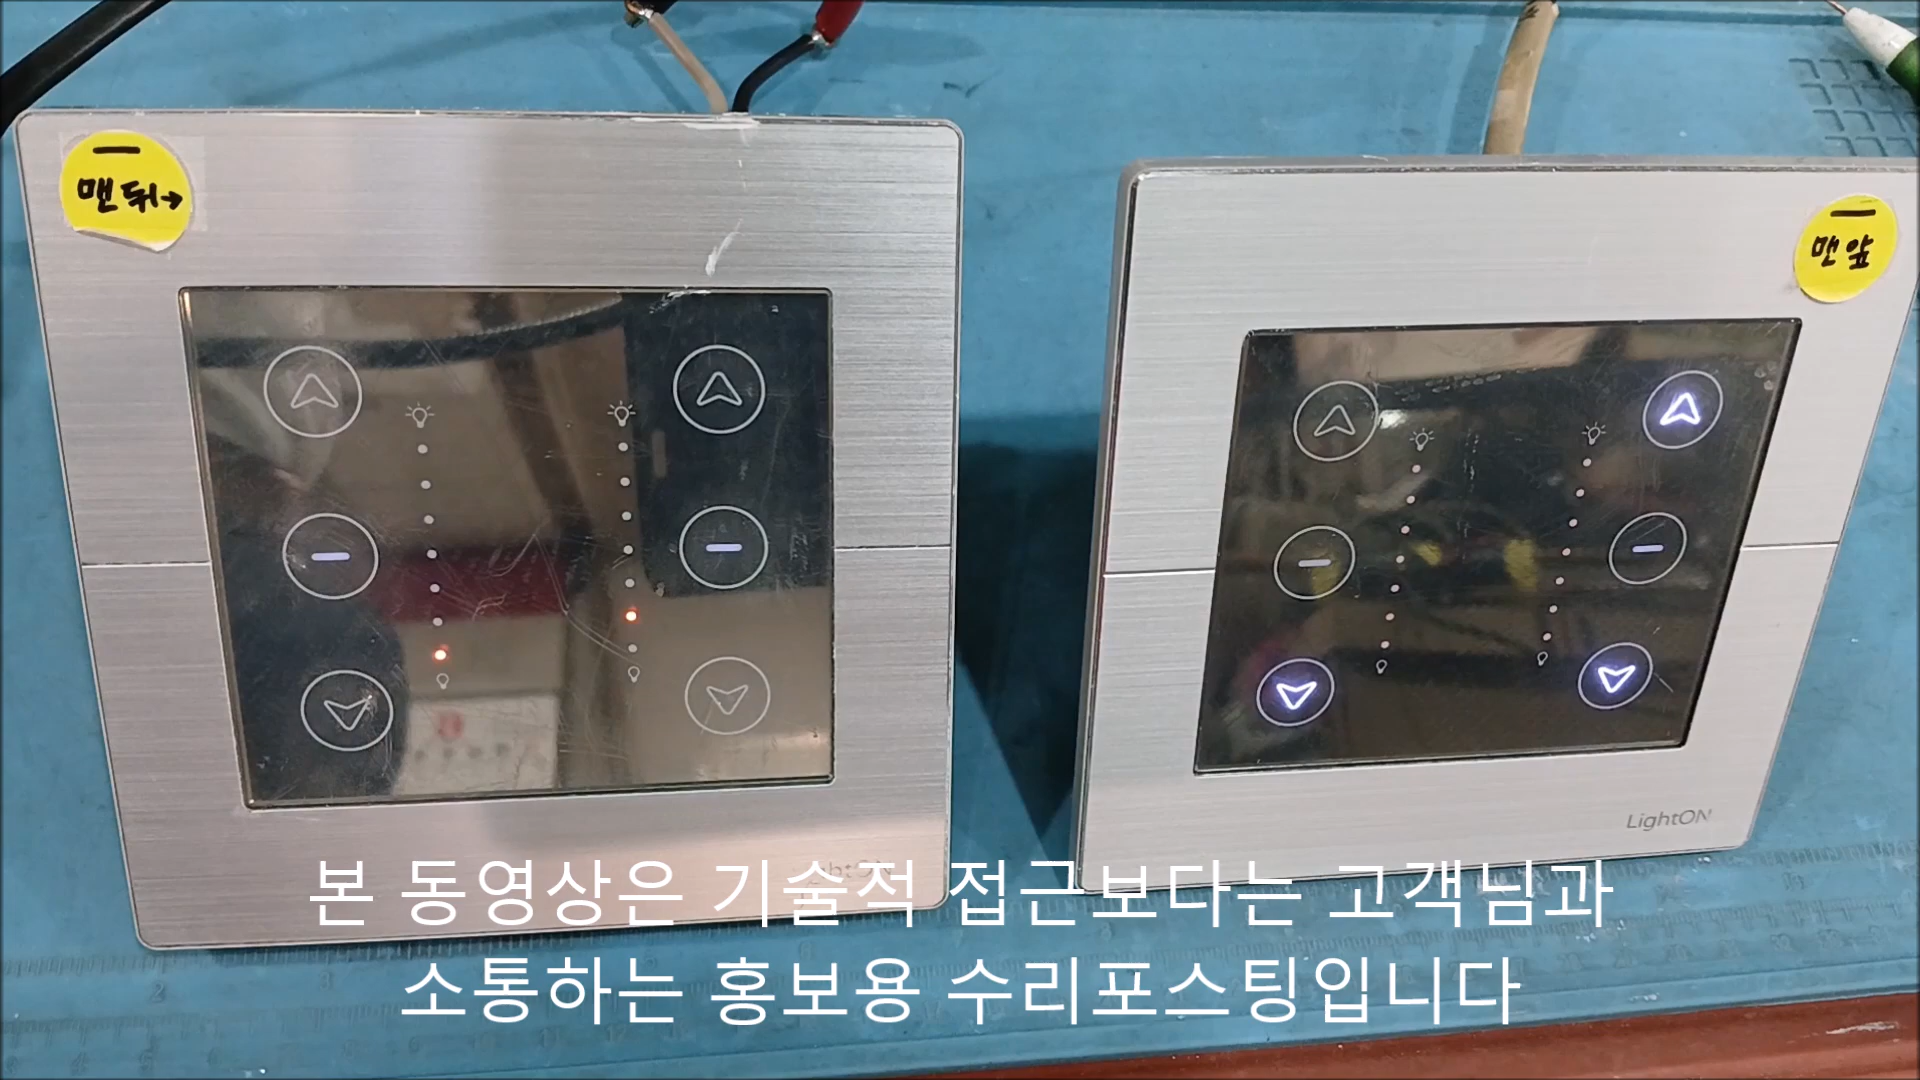 맨 뒤→
맨 앞
LightON
본 동영상은 기술적 접근보다는 고객님과
소통하는 홍보용 수리포스팅입니다